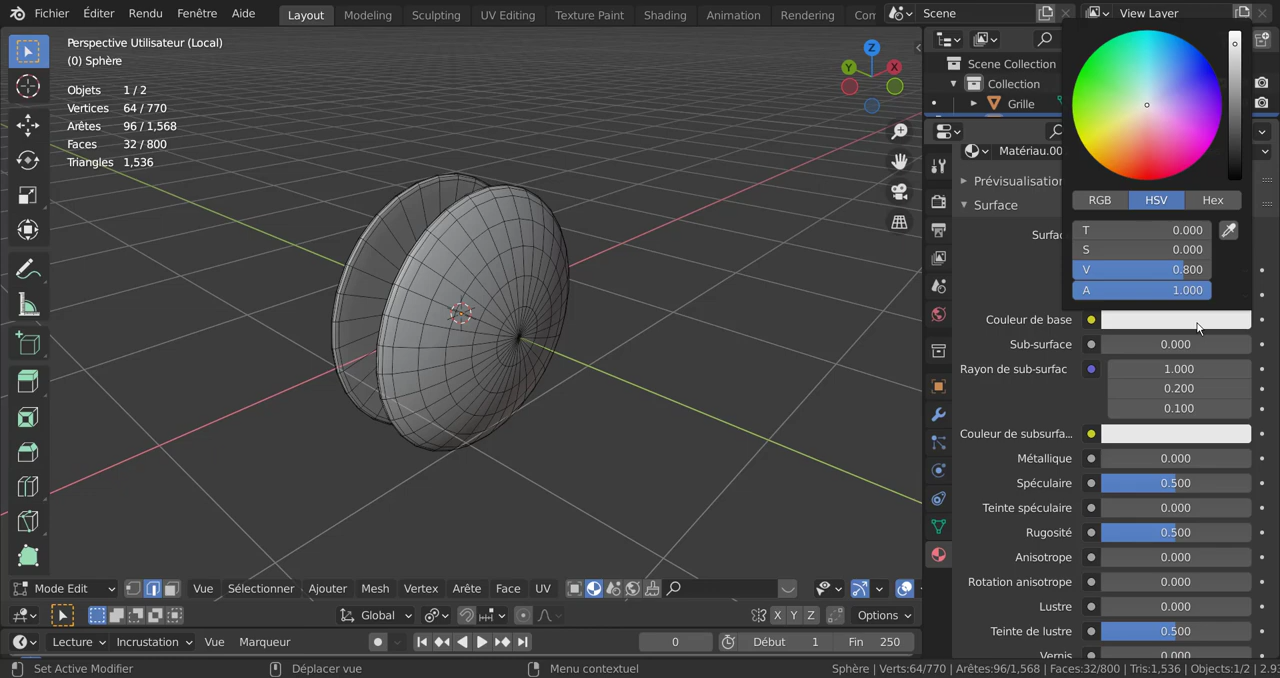 Fichier Éditer Rendu Fenêtre Aide Layout Modeling Sculpting UV Editing Texture Paint Shading Animation Rendering Com Scene View Layer
Perspective Utilisateur (Local)
(0) Sphère
Objets 1 / 2
Vertices 64 / 770
Arêtes 96 / 1,568
Faces 32 / 800
Triangles 1,536
Z
Y
X
Scene Collection
Collection
Grille
Matériau.00
Prévisualisation
Surface
Surfac
RGB HSV Hex
T 0.000
S 0.000
V 0.800
A 1.000
Couleur de base
Sub-surface 0.000
Rayon de sub-surfac 1.000
0.200
0.100
Couleur de subsurfa...
Métallique 0.000
Spéculaire 0.500
Teinte spéculaire 0.000
Rugosité 0.500
Anisotrope 0.000
Rotation anisotrope 0.000
Lustre 0.000
Teinte de lustre 0.500
Vernis 0.000
Mode Edit Vue Sélectionner Ajouter Mesh Vertex Arête Face UV
Global X Y Z Options
Lecture Incrustation Vue Marqueur 0 Début 1 Fin 250
Set Active Modifier Déplacer vue Menu contextuel Sphère | Verts:64/770 | Arêtes:96/1,568 | Faces:32/800 | Tris:1,536 | Objects:1/2 | 2.93